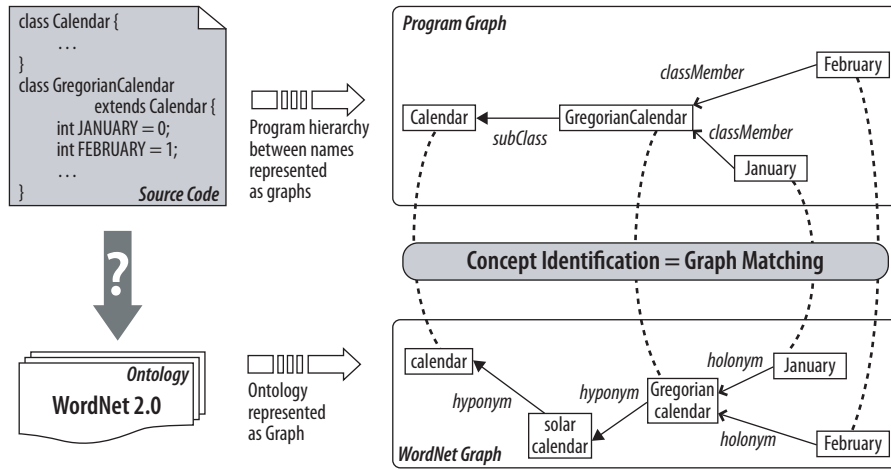 class Calendar {
...
}
class GregorianCalendar
extends Calendar {
int JANUARY = 0;
int FEBRUARY = 1;
...
}
Source Code
Program hierarchy
between names
represented
as graphs
Program Graph
Calendar
subClass
GregorianCalendar
classMember
February
classMember
January
?
Concept Identification = Graph Matching
Ontology
WordNet 2.0
Ontology
represented
as Graph
calendar
hyponym
solar
calendar
hyponym
Gregorian
calendar
holonym
January
holonym
February
WordNet Graph